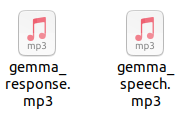 mp3
mp3
gemma_
response.
mp3
gemma_
speech.
mp3